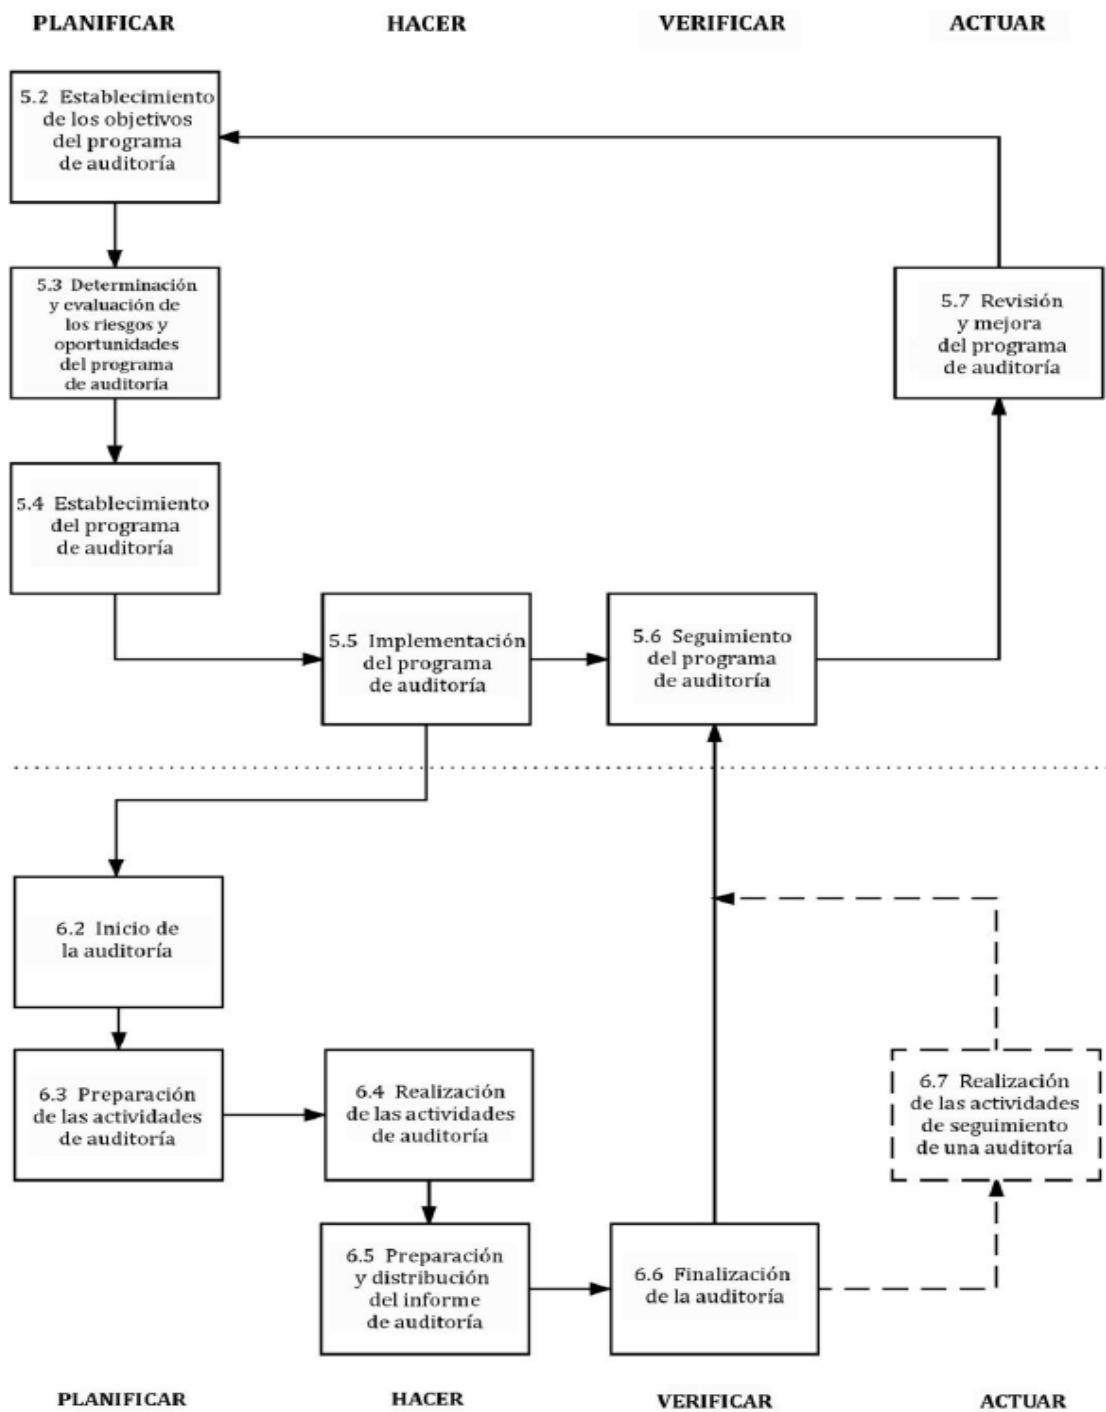 PLANIFICAR
HACER
VERIFICAR
ACTUAR
5.2 Establecimiento
de los objetivos
del programa
de auditoría
5.3 Determinación
y evaluación de
los riesgos y
oportunidades
del programa
de auditoría
5.7 Revisión
y mejora
del programa
de auditoría
5.4 Establecimiento
del programa
de auditoría
5.5 Implementación
del programa
de auditoría
5.6 Seguimiento
del programa
de auditoría
6.2 Inicio de
la auditoría
6.3 Preparación
de las actividades
de auditoría
6.4 Realización
de las actividades
de auditoría
6.7 Realización
de las actividades
de seguimiento
de una auditoría
6.5 Preparación
y distribución
del informe
de auditoría
6.6 Finalización
de la auditoría
PLANIFICAR
HACER
VERIFICAR
ACTUAR